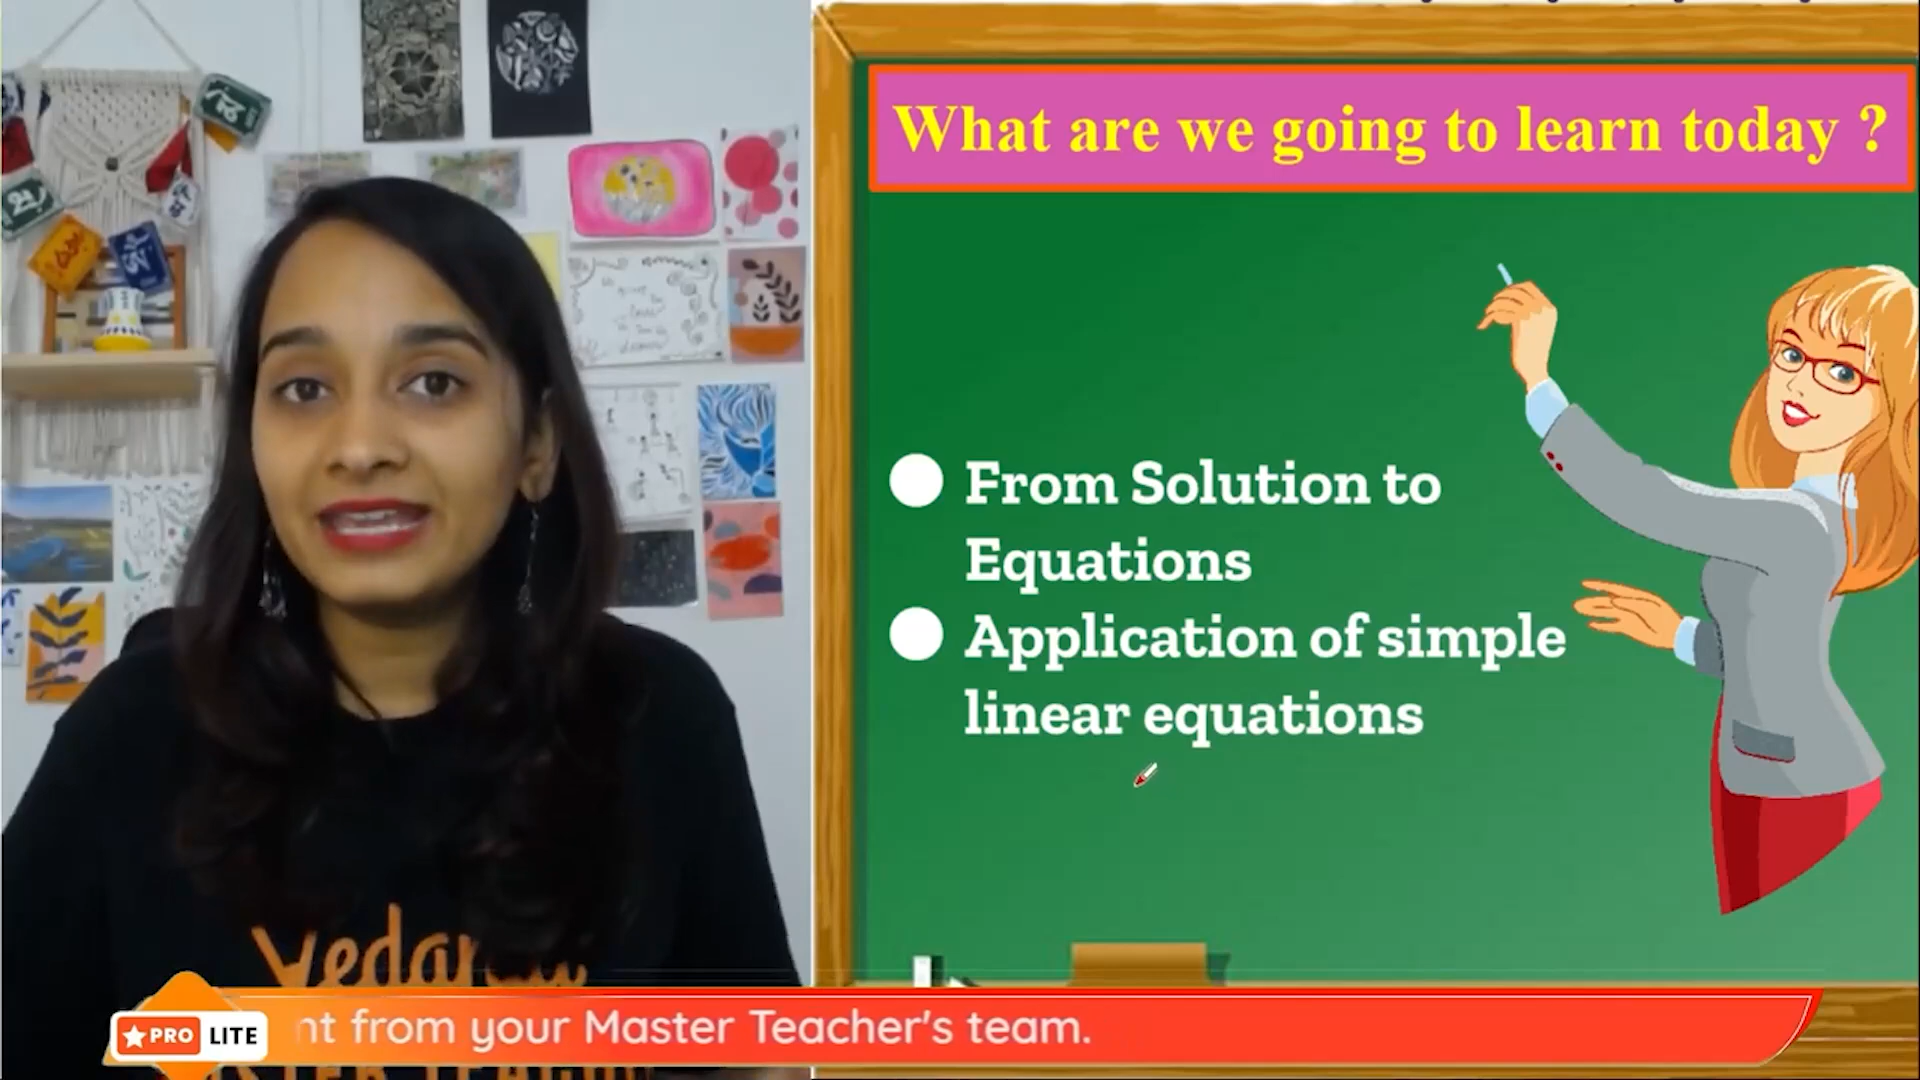 What are we going to learn today ?
From Solution to
Equations
Application of simple
linear equations
PRO LITE
nt from your Master Teacher's team.